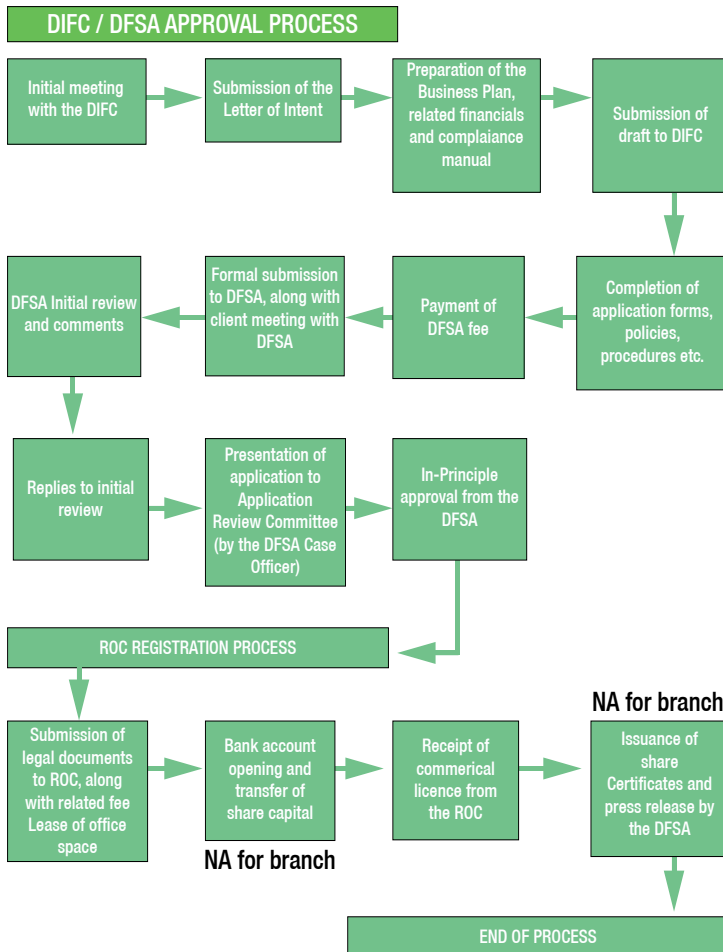 DIFC / DFSA APPROVAL PROCESS
Initial meeting
with the DIFC
Submission of the
Letter of Intent
Preparation of the
Business Plan,
related financials
and complaiance
manual
Submission of
draft to DIFC
Completion of
application forms,
policies,
procedures etc.
Payment of
DFSA fee
Formal submission
to DFSA, along with
client meeting with
DFSA
DFSA Initial review
and comments
Replies to initial
review
Presentation of
application to
Application
Review Committee
(by the DFSA Case
Officer)
In-Principle
approval from the
DFSA
ROC REGISTRATION PROCESS
Submission of
legal documents
to ROC, along
with related fee
Lease of office
space
Bank account
opening and
transfer of
share capital
NA for branch
Receipt of
commerical
licence from
the ROC
NA for branch
Issuance of
share
Certificates and
press release by
the DFSA
END OF PROCESS